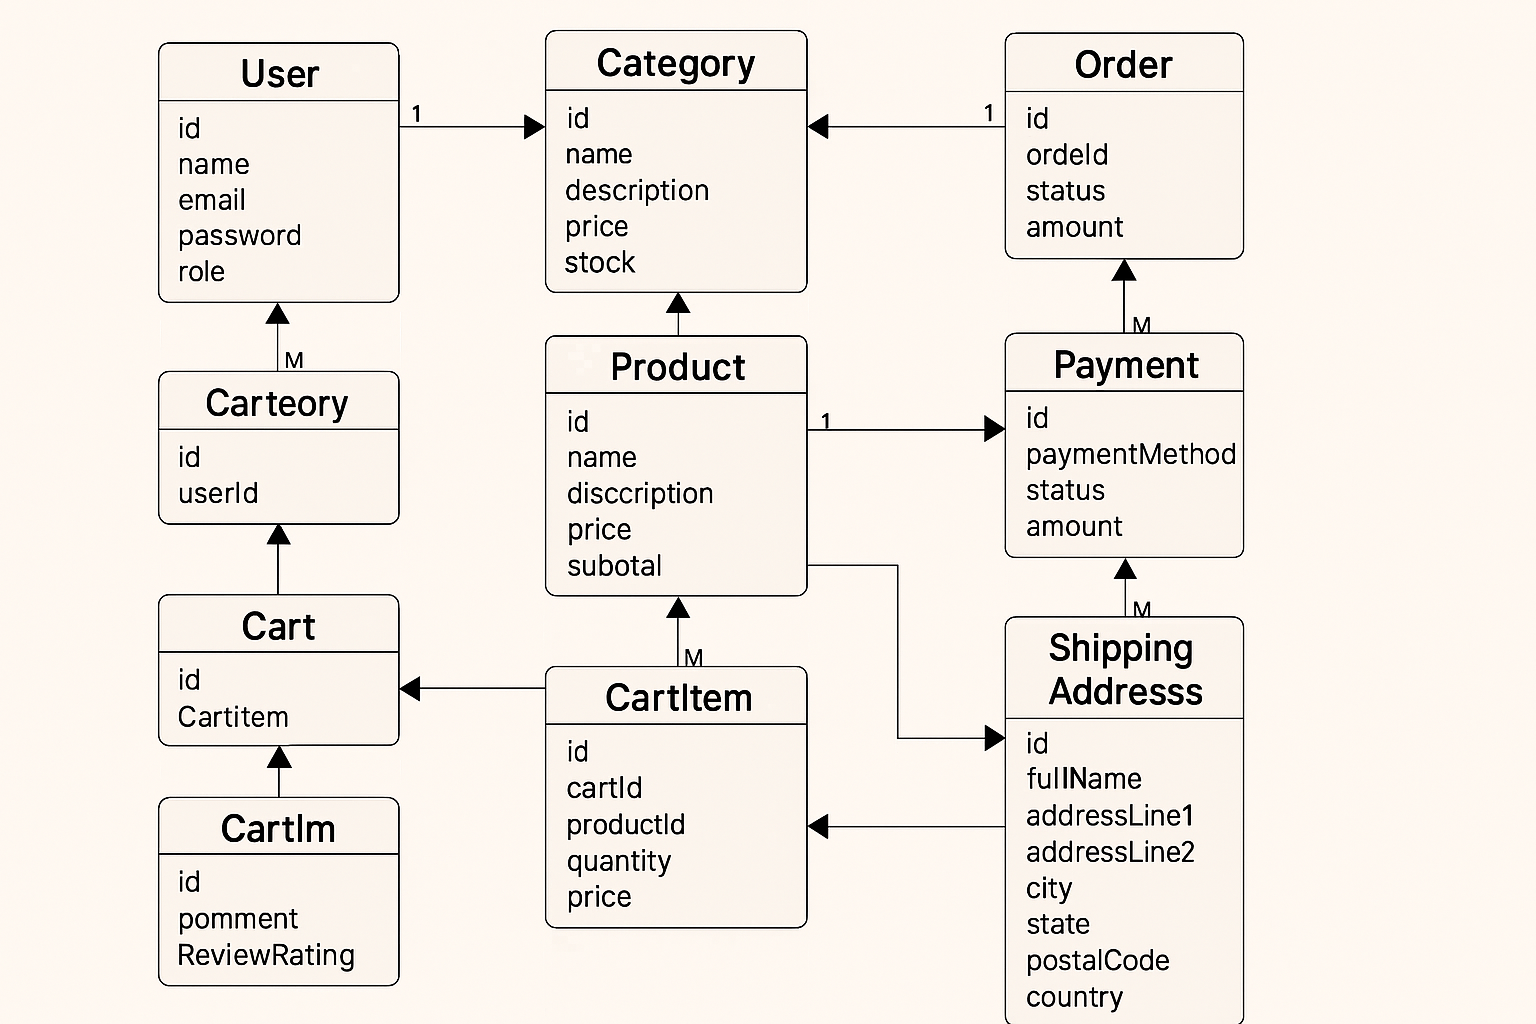 User
id
name
email
password
role
1
Category
id
name
description
price
stock
1
Order
id
ordeId
status
amount
M
Carteory
id
userId
Product
id
name
disccription
price
subotal
1
M
Payment
id
paymentMethod
status
amount
Cart
id
Cartitem
M
CartItem
id
cartId
productId
quantity
price
M
Shipping
Addresss
id
fullName
addressLine1
addressLine2
city
state
postalCode
country
CartIm
id
pomment
ReviewRating